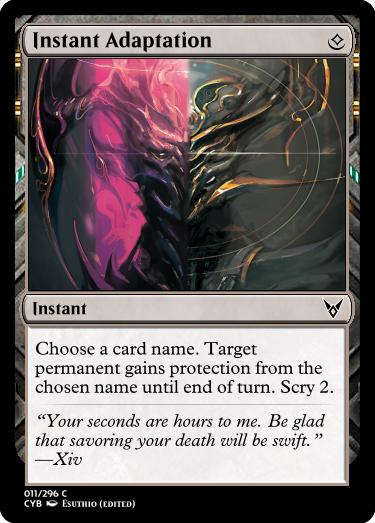 Instant Adaptation
Instant
Choose a card name. Target
permanent gains protection from the
chosen name until end of turn. Scry 2.
“Your seconds are hours to me. Be glad
that savoring your death will be swift.”
—Xiv
011/296 C
CYB Esuthio (edited)